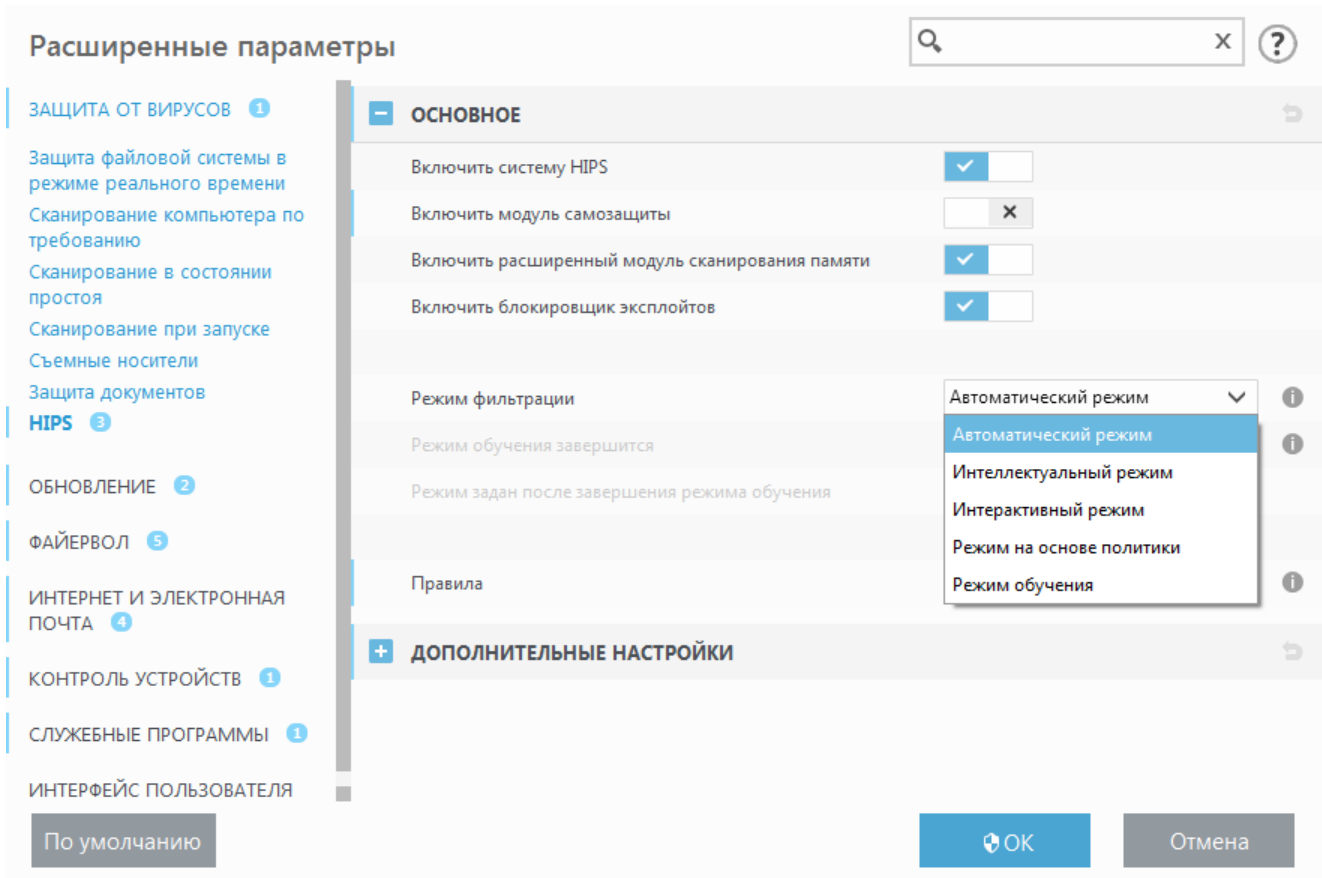 Расширенные параметры
x
?
ЗАЩИТА ОТ ВИРУСОВ 1
Защита файловой системы в
режиме реального времени
Сканирование компьютера по
требованию
Сканирование в состоянии
простоя
Сканирование при запуске
Съемные носители
Защита документов
HIPS 3
ОБНОВЛЕНИЕ 2
ФАЙЕРВОЛ 5
ИНТЕРНЕТ И ЭЛЕКТРОННАЯ
ПОЧТА 4
КОНТРОЛЬ УСТРОЙСТВ 1
СЛУЖЕБНЫЕ ПРОГРАММЫ 1
ИНТЕРФЕЙС ПОЛЬЗОВАТЕЛЯ
ОСНОВНОЕ
Включить систему HIPS
Включить модуль самозащиты
Включить расширенный модуль сканирования памяти
Включить блокировщик эксплойтов
Режим фильтрации
Автоматический режим
Автоматический режим
Интеллектуальный режим
Интерактивный режим
Режим на основе политики
Режим обучения
Режим обучения завершится
Режим задан после завершения режима обучения
Правила
ДОПОЛНИТЕЛЬНЫЕ НАСТРОЙКИ
По умолчанию
OK
Отмена